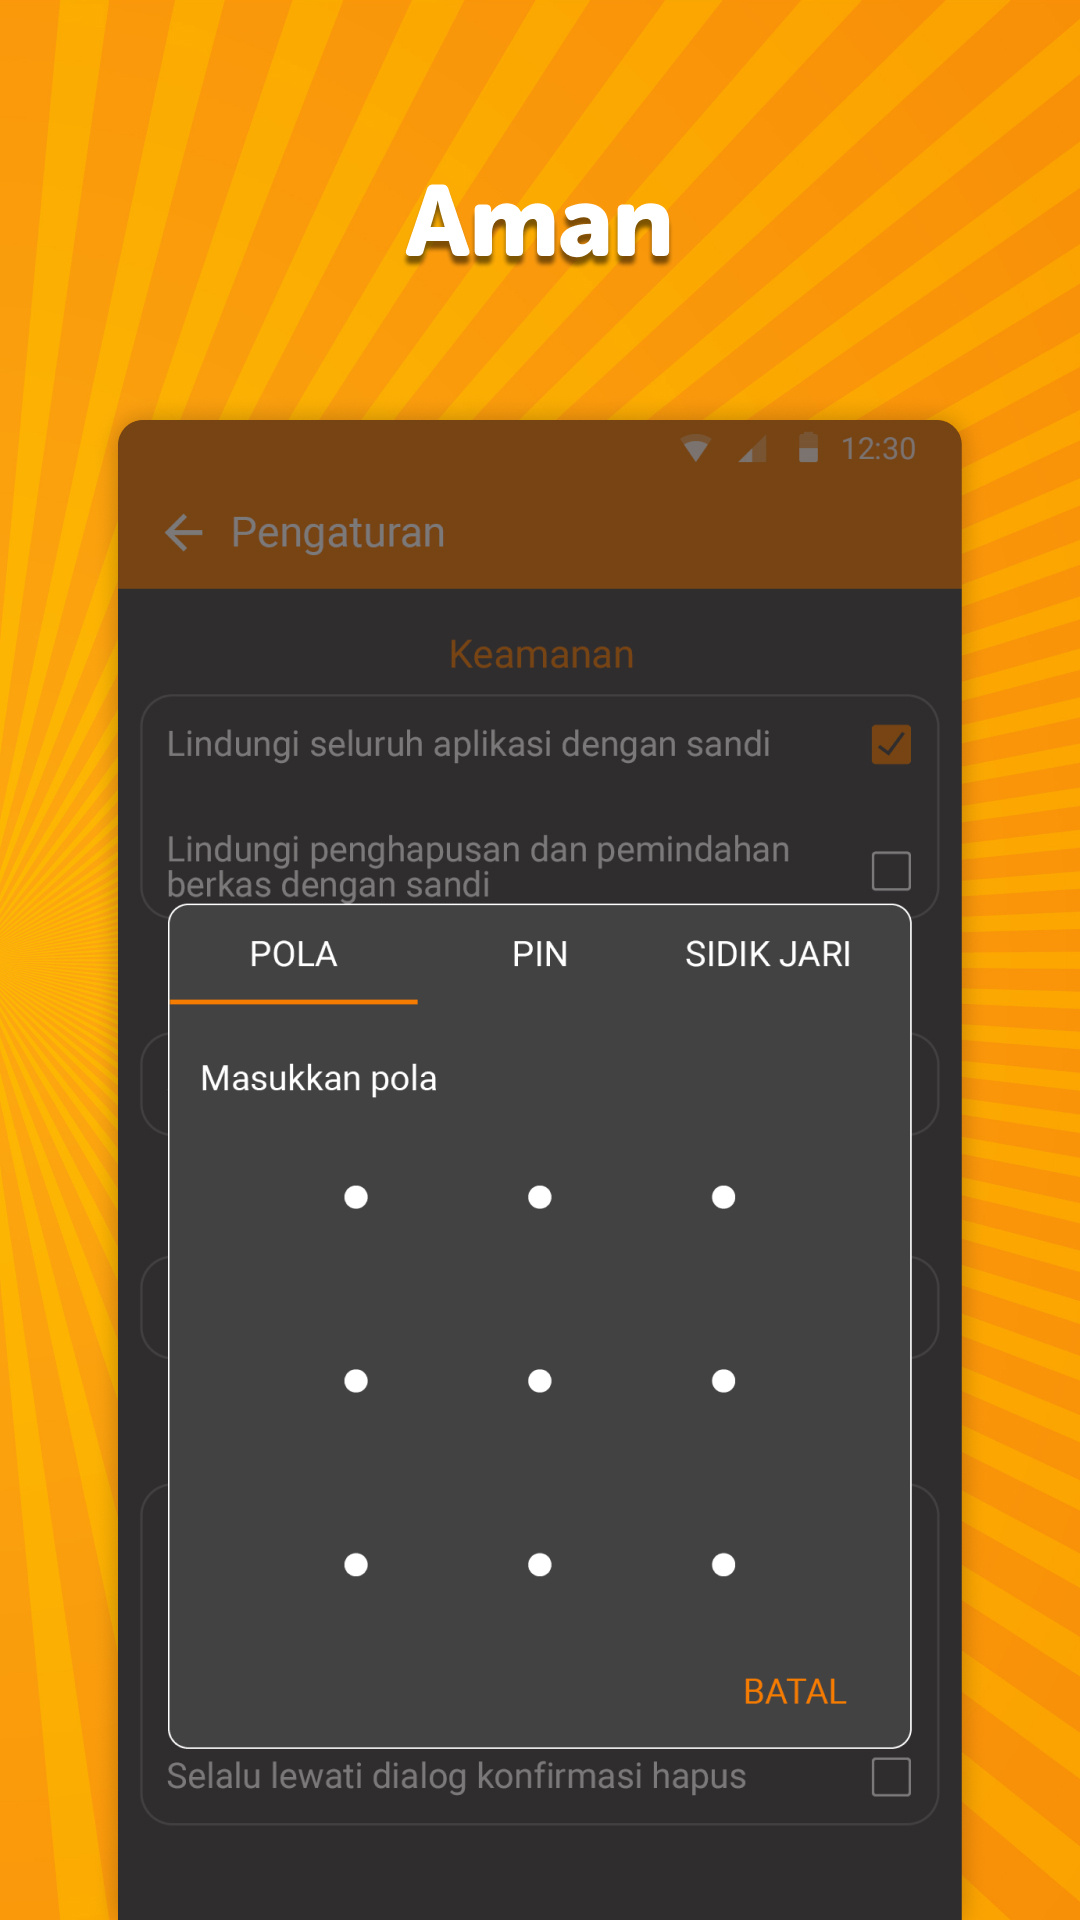 Aman
12:30
Pengaturan
Keamanan
Lindungi seluruh aplikasi dengan sandi
Lindungi penghapusan dan pemindahan
berkas dengan sandi
POLA
PIN
SIDIK JARI
Masukkan pola
BATAL
Selalu lewati dialog konfirmasi hapus